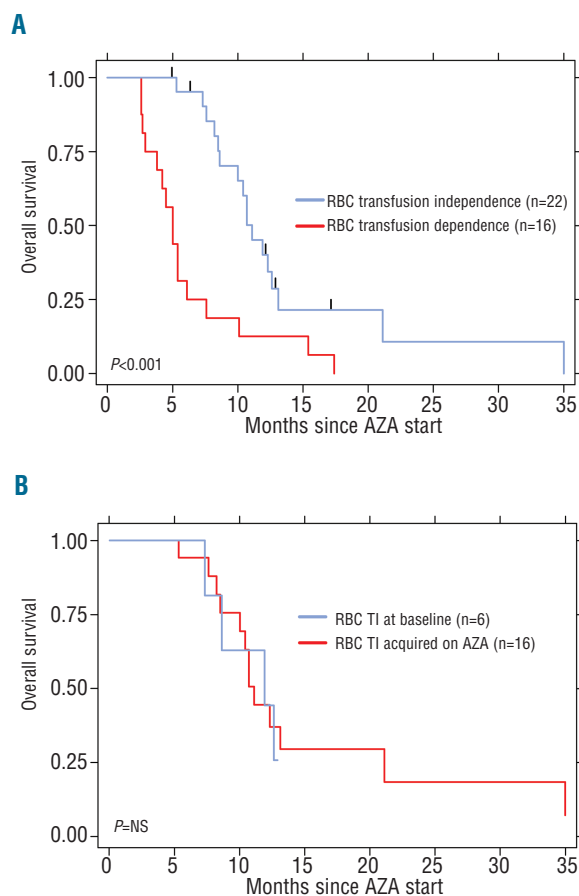 A
1.00
0.75
0.50
0.25
0.00
Overall survival
RBC transfusion independence (n=22)
RBC transfusion dependence (n=16)
P<0.001
0 5 10 15 20 25 30 35
Months since AZA start
B
1.00
0.75
0.50
0.25
0.00
Overall survival
RBC TI at baseline (n=6)
RBC TI acquired on AZA (n=16)
P=NS
0 5 10 15 20 25 30 35
Months since AZA start